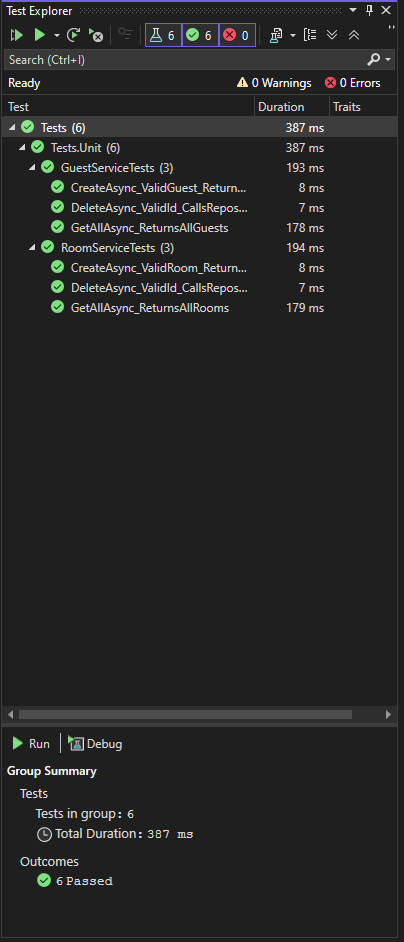 Test Explorer
6 6 0
Search (Ctrl+I)
Ready 0 Warnings 0 Errors
Test Duration Traits
Tests (6) 387 ms
Tests.Unit (6) 387 ms
GuestServiceTests (3) 193 ms
CreateAsync_ValidGuest_Return... 8 ms
DeleteAsync_ValidId_CallsRepos... 7 ms
GetAllAsync_ReturnsAllGuests 178 ms
RoomServiceTests (3) 194 ms
CreateAsync_ValidRoom_Return... 8 ms
DeleteAsync_ValidId_CallsRepos... 7 ms
GetAllAsync_ReturnsAllRooms 179 ms
Run Debug
Group Summary
Tests
Tests in group: 6
Total Duration: 387 ms
Outcomes
6 Passed